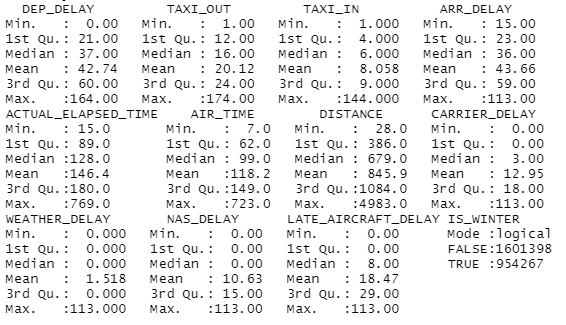 DEP_DELAY TAXI_OUT TAXI_IN ARR_DELAY
Min. : 0.00 Min. : 1.00 Min. : 1.000 Min. : 15.00
1st Qu.: 21.00 1st Qu.: 12.00 1st Qu.: 4.000 1st Qu.: 23.00
Median : 37.00 Median : 16.00 Median : 6.000 Median : 36.00
Mean : 42.74 Mean : 20.12 Mean : 8.058 Mean : 43.66
3rd Qu.: 60.00 3rd Qu.: 24.00 3rd Qu.: 9.000 3rd Qu.: 59.00
Max. :164.00 Max. :174.00 Max. :144.000 Max. :113.00
ACTUAL_ELAPSED_TIME AIR_TIME DISTANCE CARRIER_DELAY
Min. : 15.0 Min. : 7.0 Min. : 28.0 Min. : 0.00
1st Qu.: 89.0 1st Qu.: 62.0 1st Qu.: 386.0 1st Qu.: 0.00
Median :128.0 Median : 99.0 Median : 679.0 Median : 3.00
Mean :146.4 Mean :118.2 Mean : 845.9 Mean : 12.95
3rd Qu.:180.0 3rd Qu.:149.0 3rd Qu.:1084.0 3rd Qu.: 18.00
Max. :769.0 Max. :723.0 Max. :4983.0 Max. :113.00
WEATHER_DELAY NAS_DELAY LATE_AIRCRAFT_DELAY IS_WINTER
Min. : 0.000 Min. : 0.00 Min. : 0.00 Mode :logical
1st Qu.: 0.000 1st Qu.: 0.00 1st Qu.: 0.00 FALSE:1601398
Median : 0.000 Median : 0.00 Median : 8.00 TRUE :954267
Mean : 1.518 Mean : 10.63 Mean : 18.47
3rd Qu.: 0.000 3rd Qu.: 15.00 3rd Qu.: 29.00
Max. :113.000 Max. :113.00 Max. :113.00